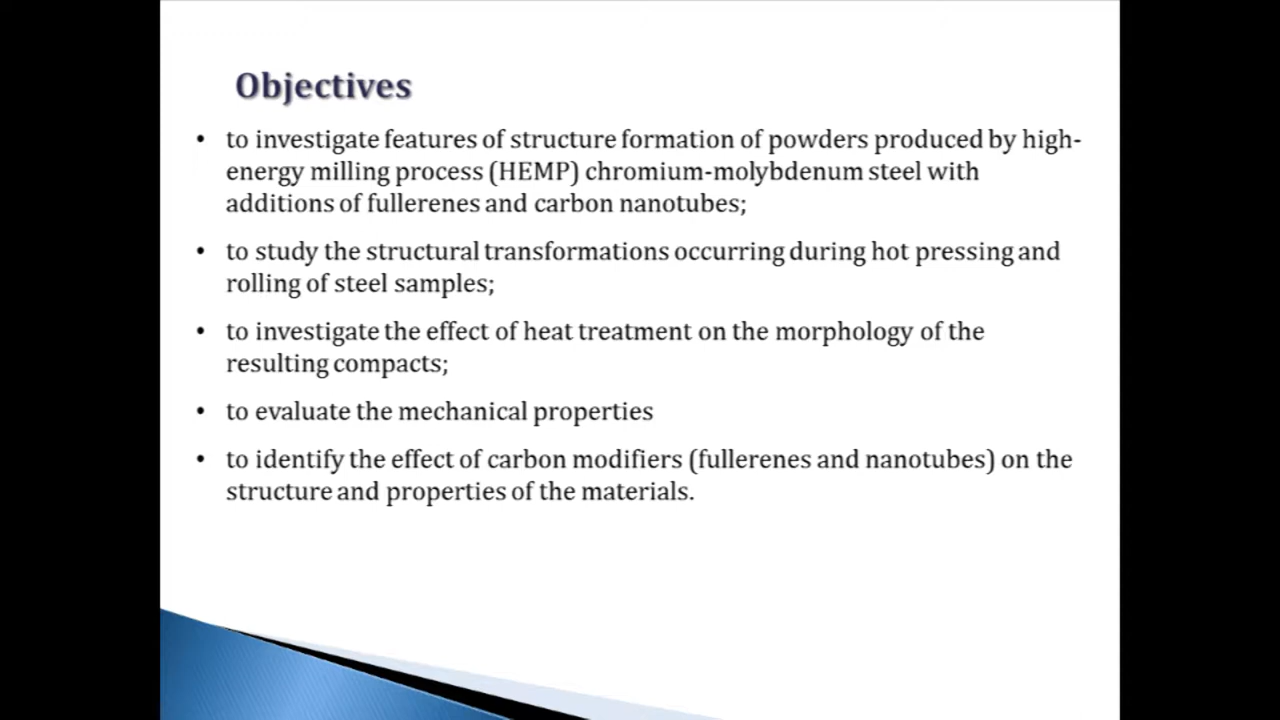 Objectives
• to investigate features of structure formation of powders produced by high-
energy milling process (HEMP) chromium-molybdenum steel with
additions of fullerenes and carbon nanotubes;
• to study the structural transformations occurring during hot pressing and
rolling of steel samples;
• to investigate the effect of heat treatment on the morphology of the
resulting compacts;
• to evaluate the mechanical properties
• to identify the effect of carbon modifiers (fullerenes and nanotubes) on the
structure and properties of the materials.